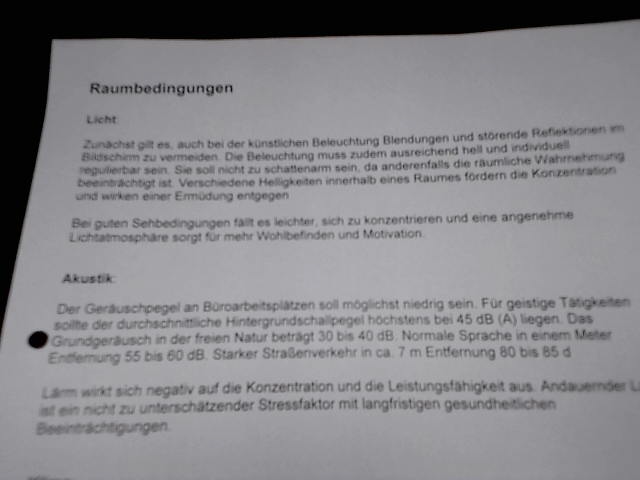 Raumbedingungen
Licht:
Zunächst gilt es, auch bei der künstlichen Beleuchtung Blendungen und störende Reflektionen im
Bildschirm zu vermeiden. Die Beleuchtung muss zudem ausreichend hell und individuell
regulierbar sein. Sie soll nicht zu schattenarm sein, da anderenfalls die räumliche Wahrnehmung
beeinträchtigt ist. Verschiedene Helligkeiten innerhalb eines Raumes fördern die Konzentration
und wirken einer Ermüdung entgegen
Bei guten Sehbedingungen fällt es leichter, sich zu konzentrieren und eine angenehme
Lichtatmosphäre sorgt für mehr Wohlbefinden und Motivation.
Akustik:
Der Geräuschpegel an Büroarbeitsplätzen soll möglichst niedrig sein. Für geistige Tätigkeiten
sollte der durchschnittliche Hintergrundschallpegel höchstens bei 45 dB (A) liegen. Das
Grundgeräusch in der freien Natur beträgt 30 bis 40 dB. Normale Sprache in einem Meter
Entfernung 55 bis 60 dB. Starker Straßenverkehr in ca. 7 m Entfernung 80 bis 85 d
Lärm wirkt sich negativ auf die Konzentration und die Leistungsfähigkeit aus. Andauernder L
ist ein nicht zu unterschätzender Stressfaktor mit langfristigen gesundheitlichen
Beeinträchtigungen.